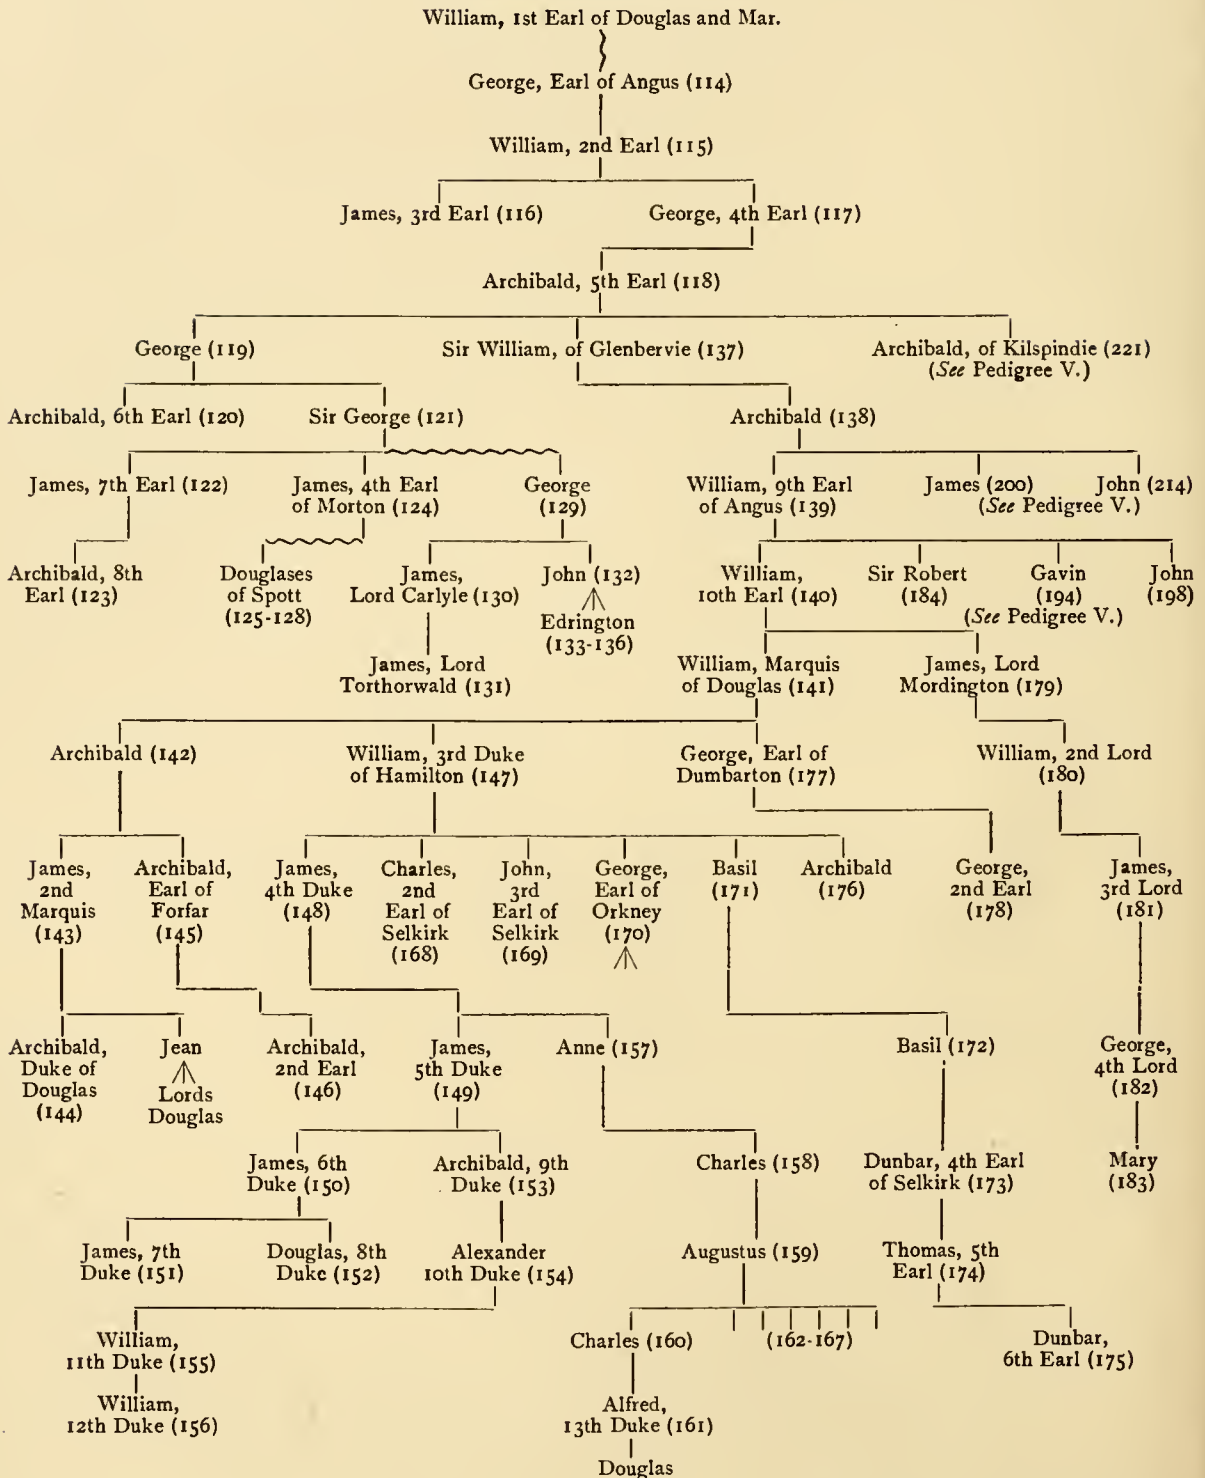 William, 1st Earl of Douglas and Mar.
George, Earl of Angus (114)
William, 2nd Earl (115)
James, 3rd Earl (116) George, 4th Earl (117)
Archibald, 5th Earl (118)
George (119) Sir William, of Glenbervie (137) Archibald, of Kilspindie (221)
(See Pedigree V.)
Archibald, 6th Earl (120) Sir George (121) Archibald (138)
James, 7th Earl (122) James, 4th Earl George William, 9th Earl James (200) John (214)
of Morton (124) (129) of Angus (139) (See Pedigree V.)
Archibald, 8th Douglases James, John (132) William, Sir Robert Gavin John
Earl (123) of Spott Lord Carlyle (130) 10th Earl (140) (184) (194) (198)
(125-128) Edrington (See Pedigree V.)
(133-136)
James, Lord William, Marquis James, Lord
Torthorwald (131) of Douglas (141) Mordington (179)
Archibald (142) William, 3rd Duke George, Earl of William, 2nd Lord
of Hamilton (147) Dumbarton (177) (180)
James, Archibald, James, Charles, John, George, Basil Archibald George, James,
2nd Earl of 4th Duke 2nd 3rd Earl of (171) (176) 2nd Earl 3rd Lord
Marquis Forfar (148) Earl of Earl of Orkney (178) (181)
(143) (145) Selkirk Selkirk (170)
(168) (169)
Archibald, Jean Archibald, James, Anne (157) Basil (172) George,
Duke of 2nd Earl 5th Duke 4th Lord
Douglas Lords (146) (149) (182)
(144) Douglas
James, 6th Archibald, 9th Charles (158) Dunbar, 4th Earl Mary
Duke (150) Duke (153) of Selkirk (173) (183)
James, 7th Douglas, 8th Alexander Augustus (159) Thomas, 5th
Duke (151) Duke (152) 10th Duke (154) Earl (174)
William, Charles (160) (162-167) Dunbar,
11th Duke (155) 6th Earl (175)
William, Alfred,
12th Duke (156) 13th Duke (161)
Douglas